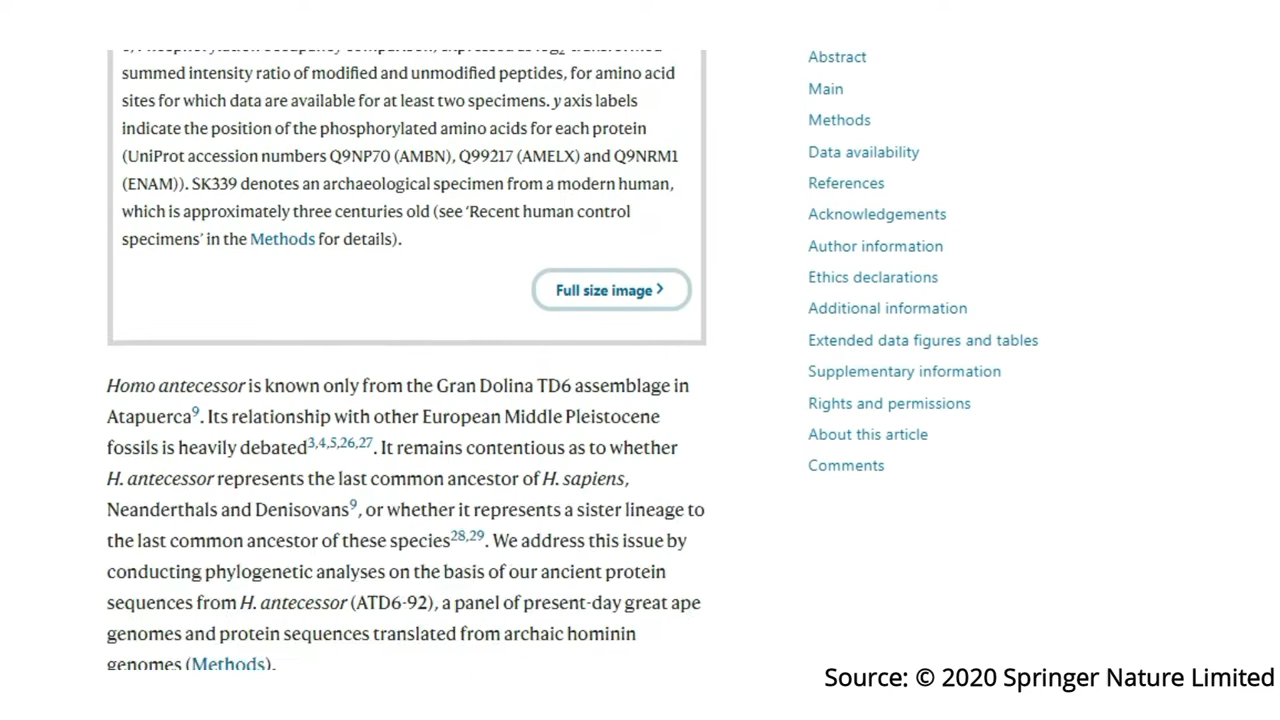 summed intensity ratio of modified and unmodified peptides, for amino acid
sites for which data are available for at least two specimens. y axis labels
indicate the position of the phosphorylated amino acids for each protein
(UniProt accession numbers Q9NP70 (AMBN), Q99217 (AMELX) and Q9NRM1
(ENAM)). SK339 denotes an archaeological specimen from a modern human,
which is approximately three centuries old (see ‘Recent human control
specimens’ in the Methods for details).
Full size image >
Homo antecessor is known only from the Gran Dolina TD6 assemblage in
Atapuerca9. Its relationship with other European Middle Pleistocene
fossils is heavily debated3,4,5,26,27. It remains contentious as to whether
H. antecessor represents the last common ancestor of H. sapiens,
Neanderthals and Denisovans9, or whether it represents a sister lineage to
the last common ancestor of these species28,29. We address this issue by
conducting phylogenetic analyses on the basis of our ancient protein
sequences from H. antecessor (ATD6-92), a panel of present-day great ape
genomes and protein sequences translated from archaic hominin
genomes (Methods).
Abstract
Main
Methods
Data availability
References
Acknowledgements
Author information
Ethics declarations
Additional information
Extended data figures and tables
Supplementary information
Rights and permissions
About this article
Comments
Source: © 2020 Springer Nature Limited